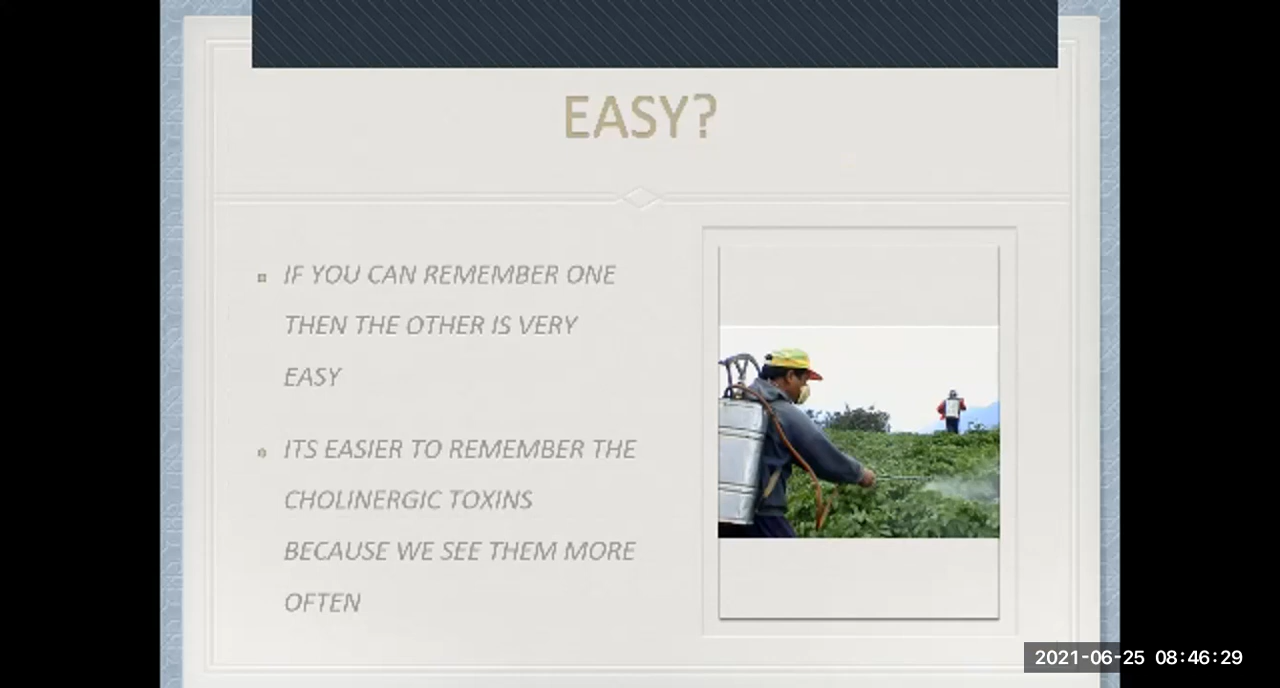 EASY?
IF YOU CAN REMEMBER ONE
THEN THE OTHER IS VERY
EASY
ITS EASIER TO REMEMBER THE
CHOLINERGIC TOXINS
BECAUSE WE SEE THEM MORE
OFTEN
2021-06-25 08:46:29